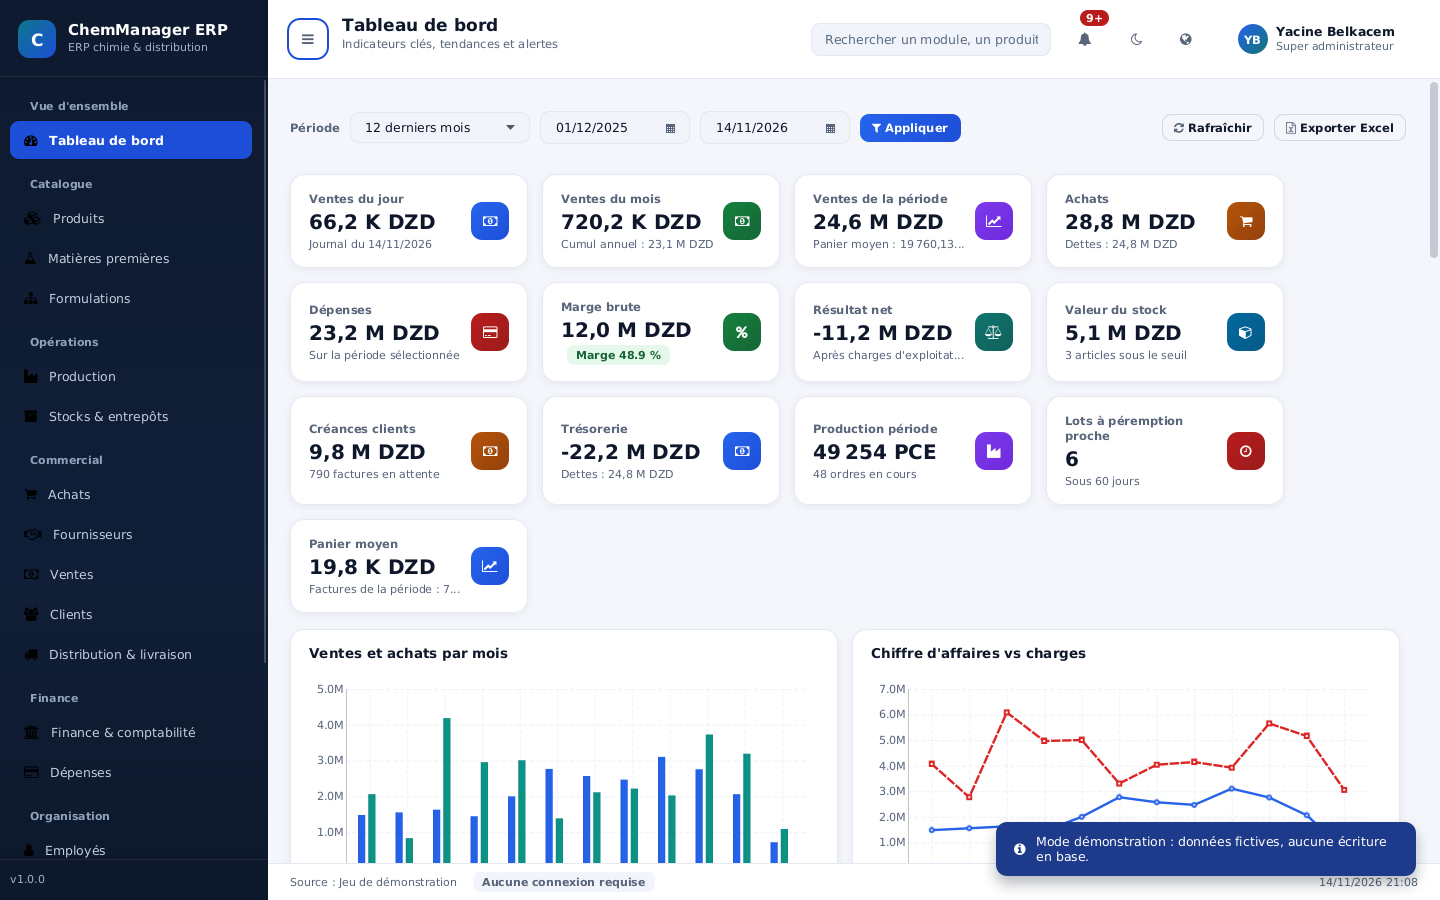 C
ChemManager ERP
ERP chimie & distribution
Vue d'ensemble
Tableau de bord
Catalogue
Produits
Matières premières
Formulations
Opérations
Production
Stocks & entrepôts
Commercial
Achats
Fournisseurs
Ventes
Clients
Distribution & livraison
Finance
Finance & comptabilité
Dépenses
Organisation
Employés
v1.0.0
Tableau de bord
Indicateurs clés, tendances et alertes
Rechercher un module, un produit
9+
YB
Yacine Belkacem
Super administrateur
Période
12 derniers mois
01/12/2025
14/11/2026
Appliquer
Rafraîchir
Exporter Excel
Ventes du jour
66,2 K DZD
Journal du 14/11/2026
Ventes du mois
720,2 K DZD
Cumul annuel : 23,1 M DZD
Ventes de la période
24,6 M DZD
Panier moyen : 19 760,13...
Achats
28,8 M DZD
Dettes : 24,8 M DZD
Dépenses
23,2 M DZD
Sur la période sélectionnée
Marge brute
12,0 M DZD
Marge 48.9 %
Résultat net
-11,2 M DZD
Après charges d'exploitat...
Valeur du stock
5,1 M DZD
3 articles sous le seuil
Créances clients
9,8 M DZD
790 factures en attente
Trésorerie
-22,2 M DZD
Dettes : 24,8 M DZD
Production période
49 254 PCE
48 ordres en cours
Lots à péremption
proche
6
Sous 60 jours
Panier moyen
19,8 K DZD
Factures de la période : 7...
Ventes et achats par mois
5.0M
4.0M
3.0M
2.0M
1.0M
Chiffre d'affaires vs charges
7.0M
6.0M
5.0M
4.0M
3.0M
2.0M
1.0M
Mode démonstration : données fictives, aucune écriture
en base.
Source : Jeu de démonstration
Aucune connexion requise
14/11/2026 21:08